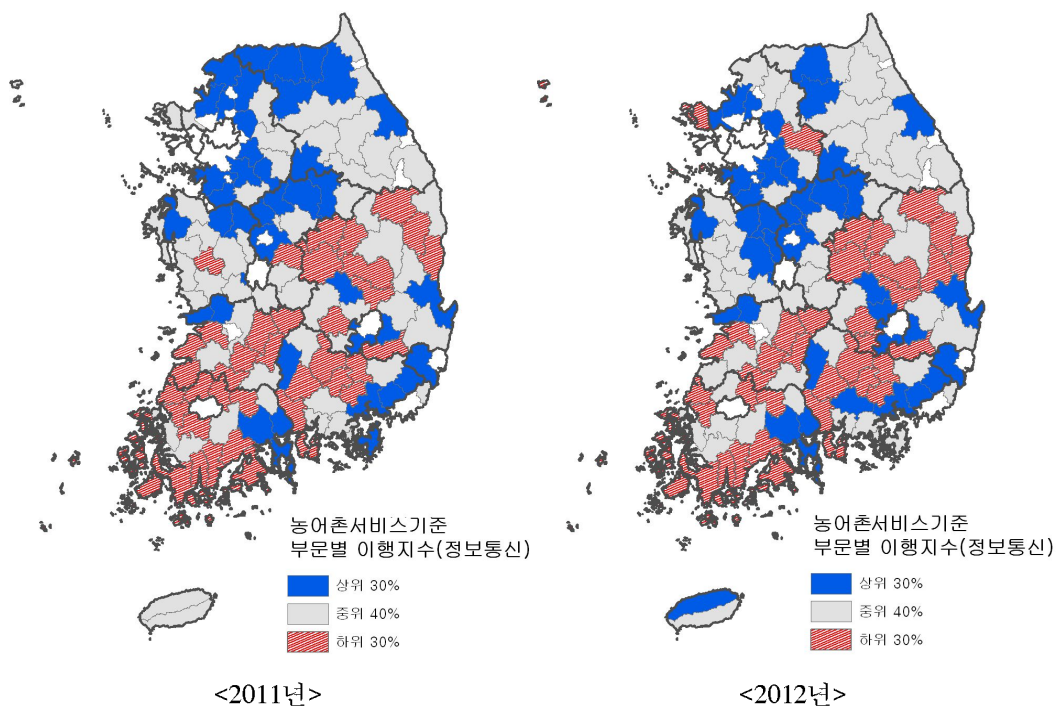 농어촌서비스기준
부문별 이행지수(정보통신)
상위 30%
중위 40%
하위 30%
<2011년>
농어촌서비스기준
부문별 이행지수(정보통신)
상위 30%
중위 40%
하위 30%
<2012년>